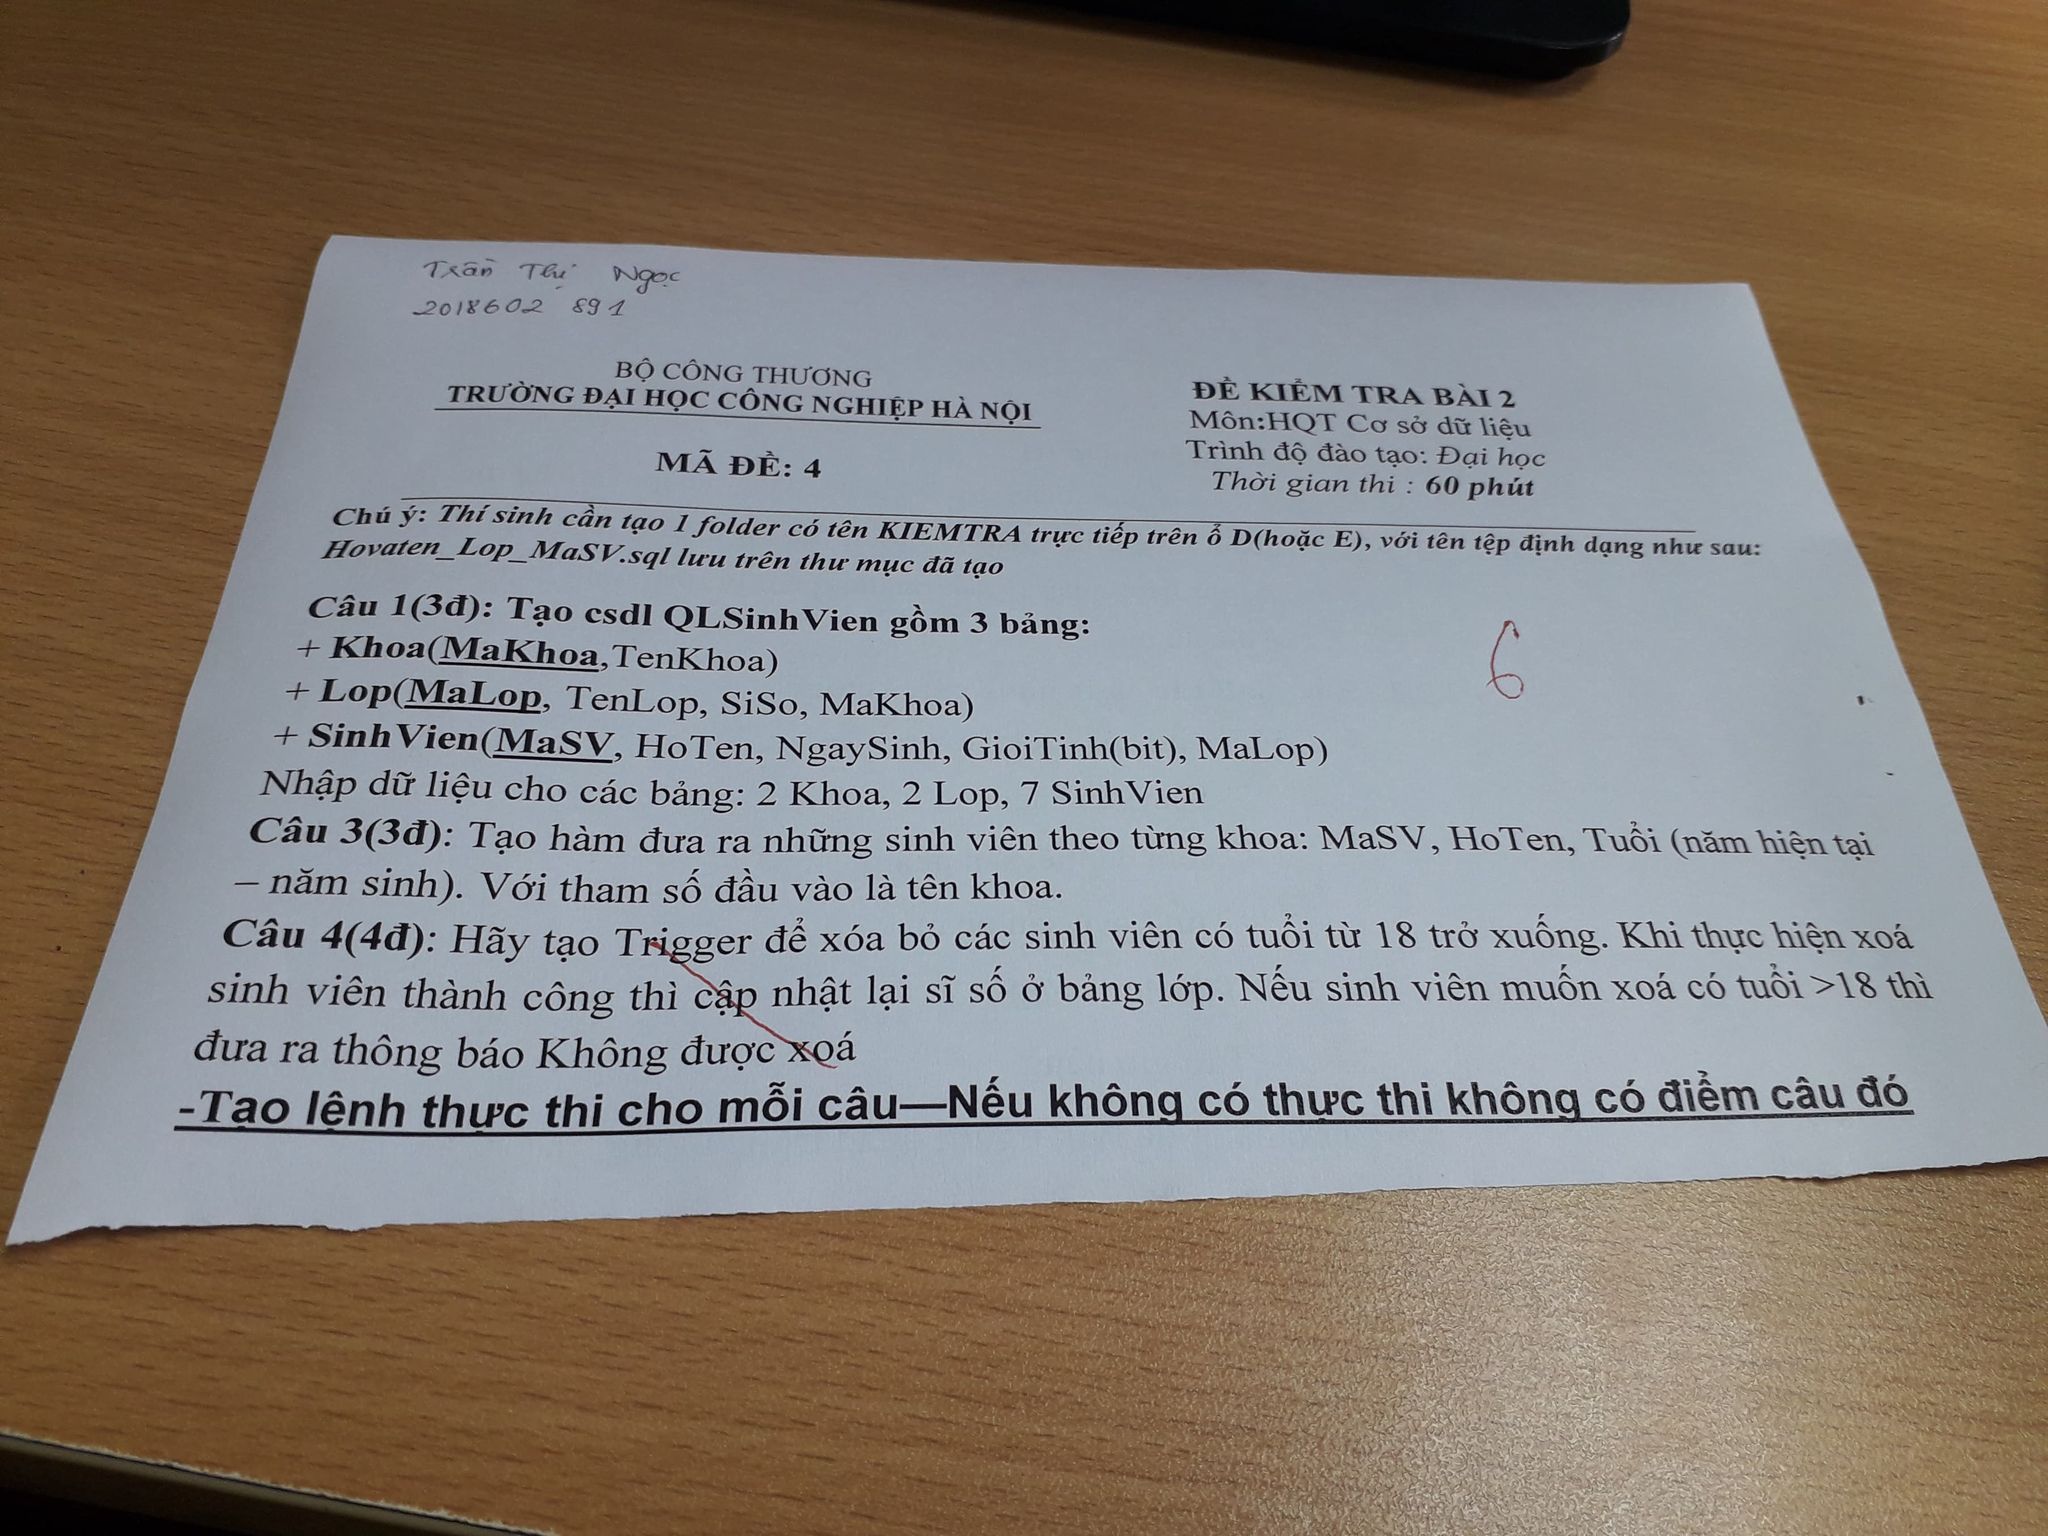 Trần Thị Ngọc
2018602 891
BỘ CÔNG THƯƠNG
TRƯỜNG ĐẠI HỌC CÔNG NGHIỆP HÀ NỘI
MÃ ĐỀ: 4
ĐỀ KIỂM TRA BÀI 2
Môn:HQT Cơ sở dữ liệu
Trình độ đào tạo: Đại học
Thời gian thi : 60 phút
Chú ý: Thí sinh cần tạo 1 folder có tên KIEMTRA trực tiếp trên ổ D(hoặc E), với tên tệp định dạng như sau:
Hovaten_Lop_MaSV.sql lưu trên thư mục đã tạo
Câu 1(3đ): Tạo csdl QLSinhVien gồm 3 bảng:
+ Khoa(MaKhoa,TenKhoa)
6
+ Lop(MaLop, TenLop, SiSo, MaKhoa)
+ SinhVien(MaSV, HoTen, NgaySinh, GioiTinh(bit), MaLop)
Nhập dữ liệu cho các bảng: 2 Khoa, 2 Lop, 7 SinhVien
Câu 3(3đ): Tạo hàm đưa ra những sinh viên theo từng khoa: MaSV, HoTen, Tuổi (năm hiện tại
– năm sinh). Với tham số đầu vào là tên khoa.
Câu 4(4đ): Hãy tạo Trigger để xóa bỏ các sinh viên có tuổi từ 18 trở xuống. Khi thực hiện xoá
sinh viên thành công thì cập nhật lại sĩ số ở bảng lớp. Nếu sinh viên muốn xoá có tuổi >18 thì
đưa ra thông báo Không được xoá
-Tạo lệnh thực thi cho mỗi câu—Nếu không có thực thi không có điểm câu đó